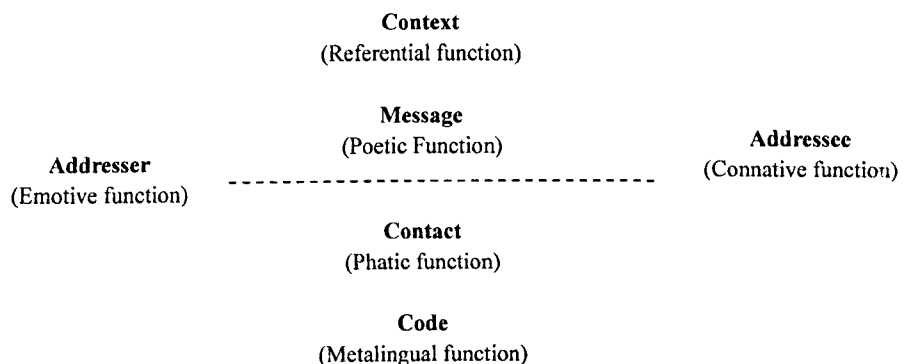 Context
(Referential function)
Message
(Poetic Function)
Addresser
(Emotive function)
Addressee
(Connative function)
Contact
(Phatic function)
Code
(Metalingual function)